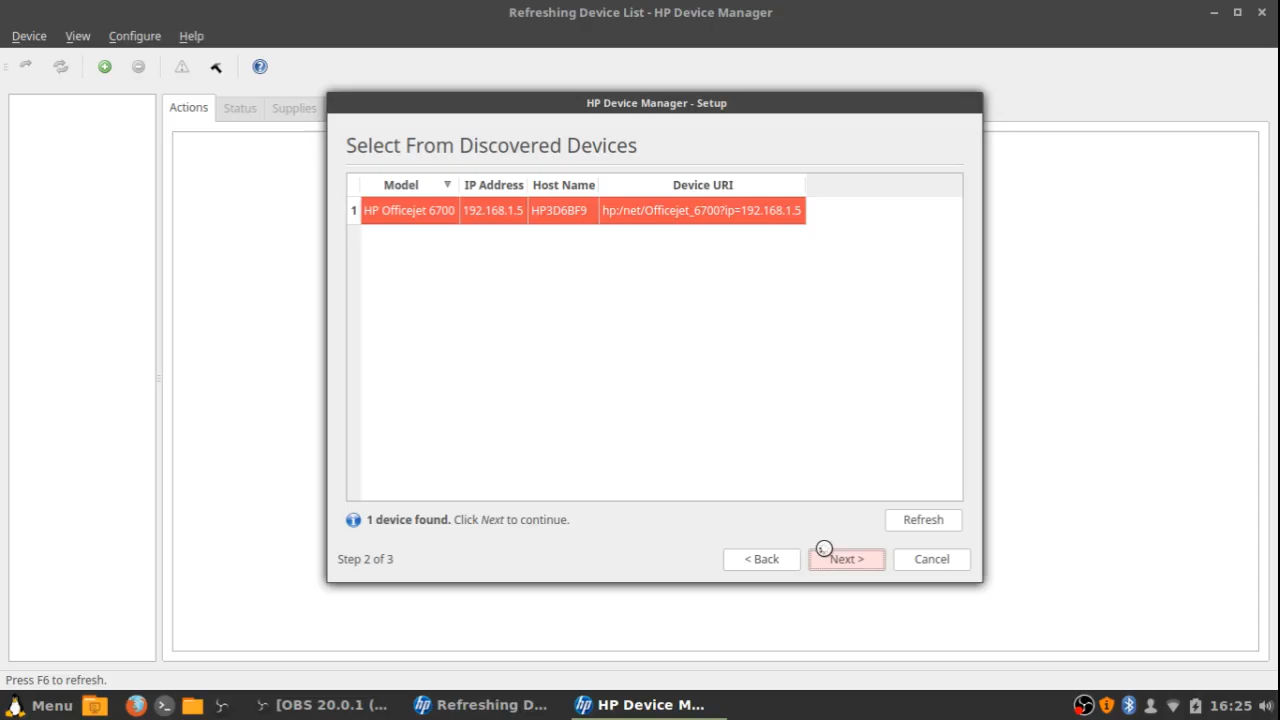 Refreshing Device List - HP Device Manager
Device View Configure Help
Actions Status Supplies
HP Device Manager - Setup
Select From Discovered Devices
Model IP Address Host Name Device URI
1 HP Officejet 6700 192.168.1.5 HP3D6BF9 hp:/net/Officejet_6700?ip=192.168.1.5
1 device found. Click Next to continue.
Refresh
Step 2 of 3
< Back
Next >
Cancel
Press F6 to refresh.
Menu
[OBS 20.0.1 (...
hp Refreshing D...
hp HP Device M...
16:25